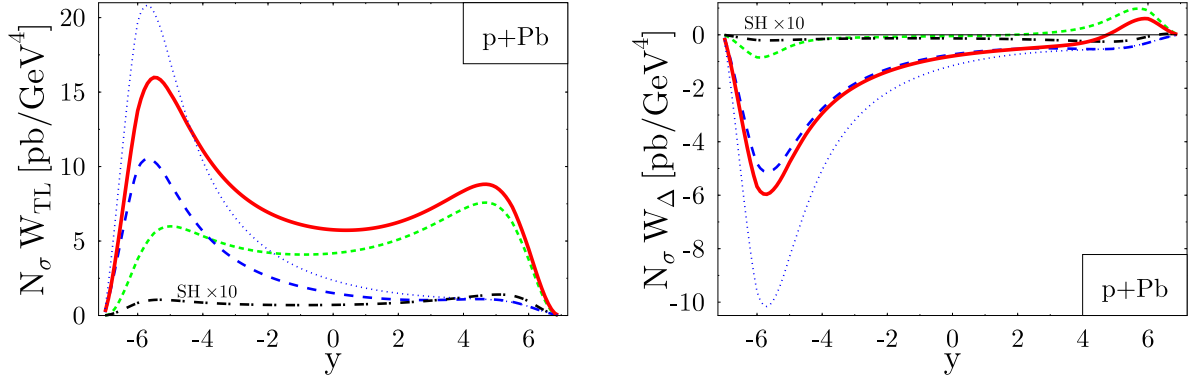 N_σ W_TL [pb/GeV^4]
20
15
10
5
0
p+Pb
SH ×10
-6 -4 -2 0 2 4 6
y
N_σ W_Δ [pb/GeV^4]
SH ×10
0
-2
-4
-6
-8
-10
p+Pb
-6 -4 -2 0 2 4 6
y